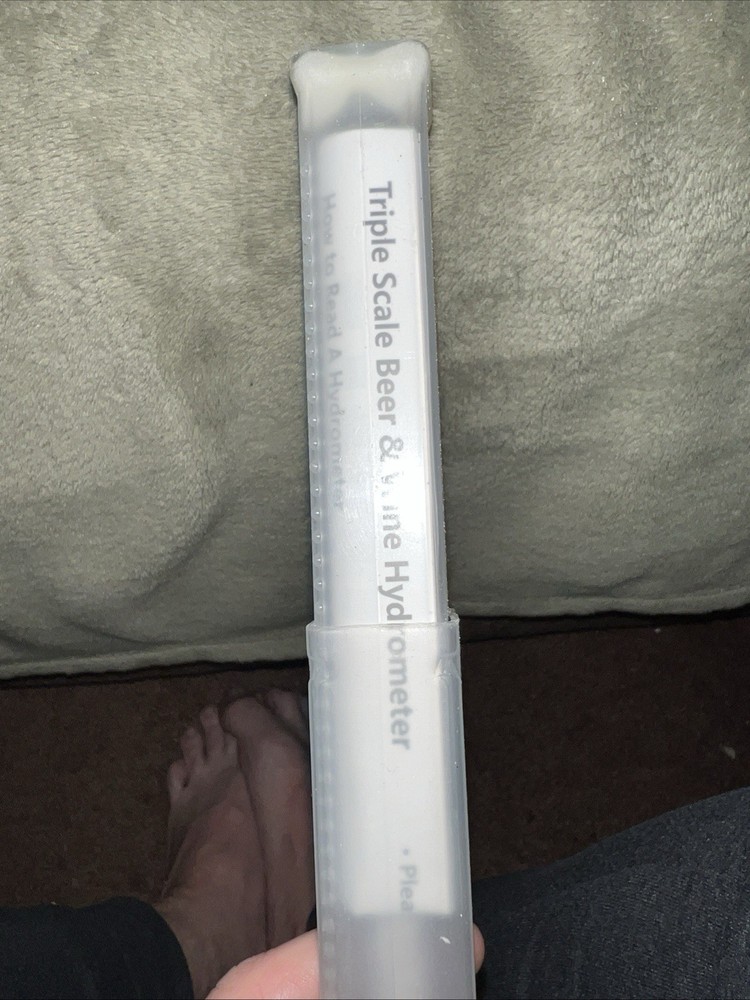 Triple Scale Beer & Wine Hydrometer
How to Read A Hydrometer
•